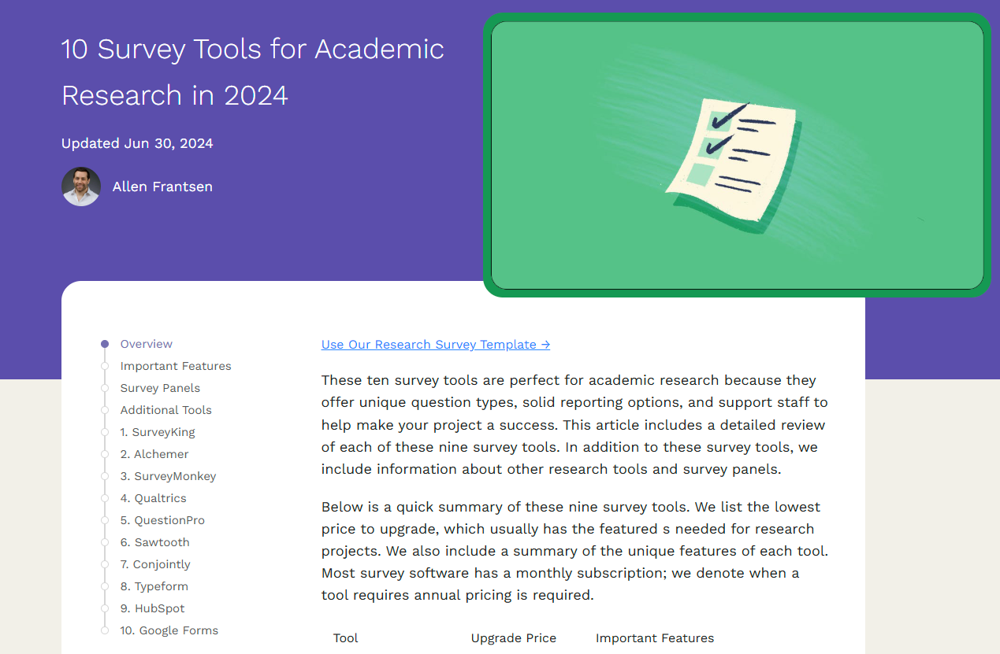 10 Survey Tools for Academic
Research in 2024
Updated Jun 30, 2024
Allen Frantsen
Overview
Important Features
Survey Panels
Additional Tools
1. SurveyKing
2. Alchemer
3. SurveyMonkey
4. Qualtrics
5. QuestionPro
6. Sawtooth
7. Conjointly
8. Typeform
9. HubSpot
10. Google Forms
Use Our Research Survey Template →
These ten survey tools are perfect for academic research because they
offer unique question types, solid reporting options, and support staff to
help make your project a success. This article includes a detailed review
of each of these nine survey tools. In addition to these survey tools, we
include information about other research tools and survey panels.
Below is a quick summary of these nine survey tools. We list the lowest
price to upgrade, which usually has the featured s needed for research
projects. We also include a summary of the unique features of each tool.
Most survey software has a monthly subscription; we denote when a
tool requires annual pricing is required.
Tool Upgrade Price Important Features